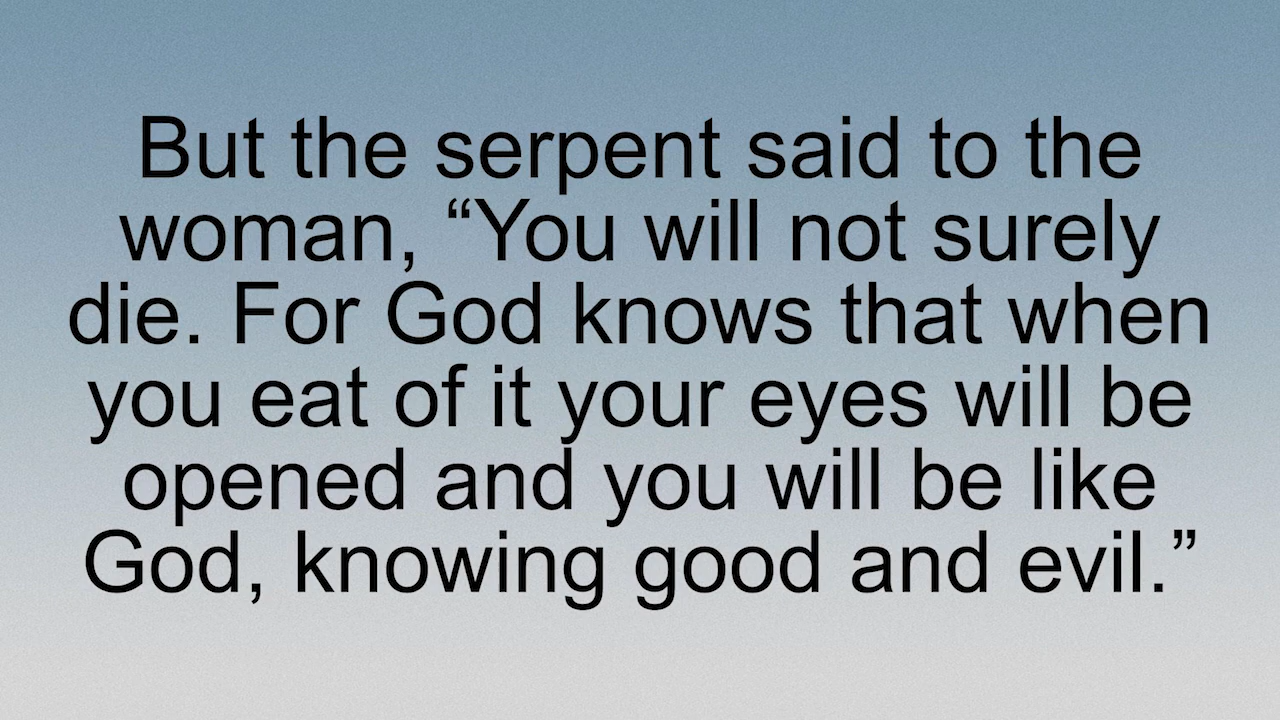 But the serpent said to the
woman, “You will not surely
die. For God knows that when
you eat of it your eyes will be
opened and you will be like
God, knowing good and evil.”